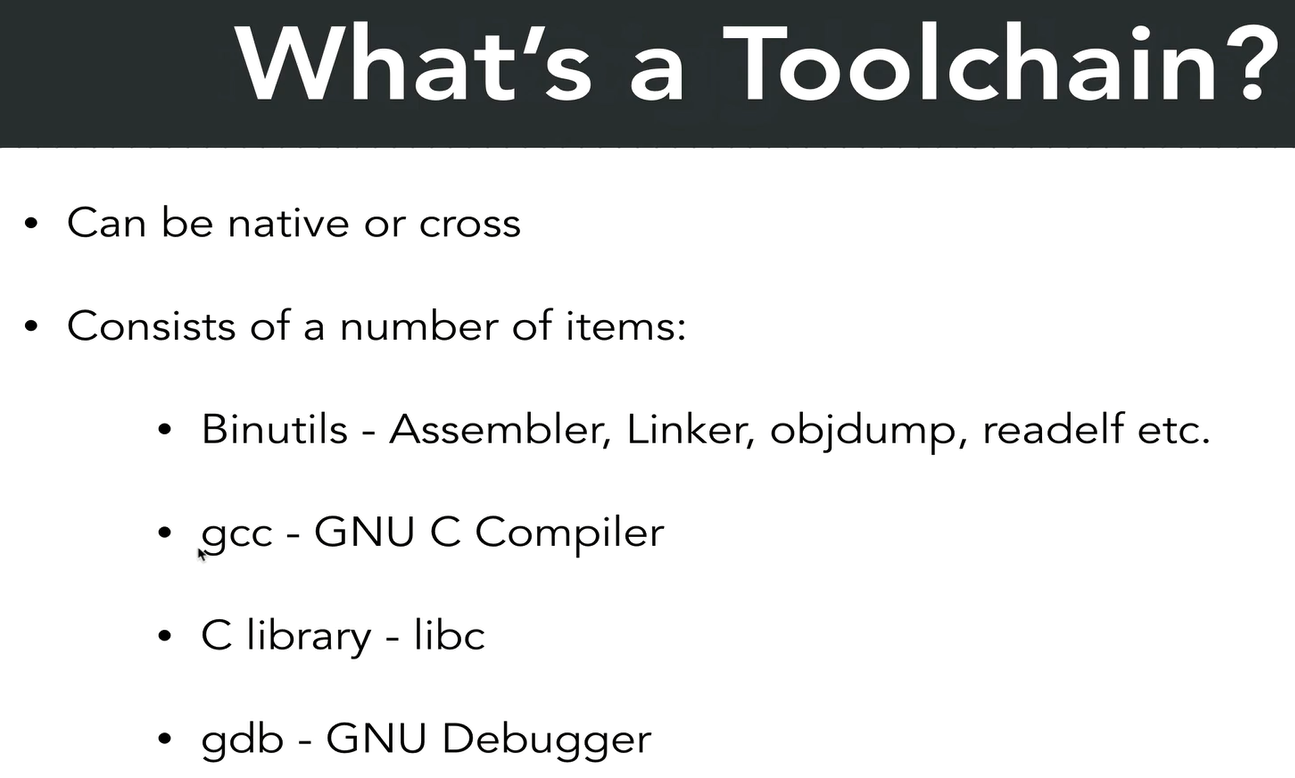 What’s a Toolchain?
• Can be native or cross
• Consists of a number of items:
• Binutils - Assembler, Linker, objdump, readelf etc.
• gcc - GNU C Compiler
• C library - libc
• gdb - GNU Debugger